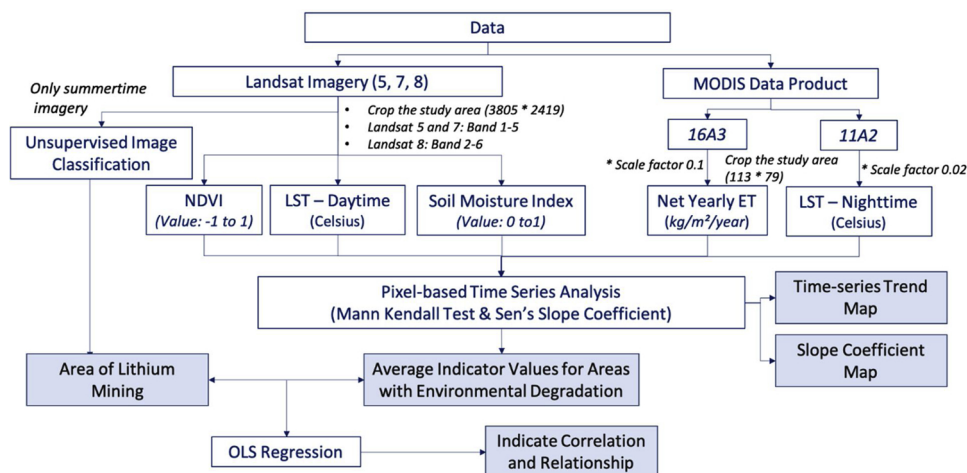 Data
Landsat Imagery (5, 7, 8)
MODIS Data Product
Only summertime
imagery
• Crop the study area (3805 * 2419)
• Landsat 5 and 7: Band 1-5
• Landsat 8: Band 2-6
Unsupervised Image
Classification
16A3
11A2
* Scale factor 0.1
Crop the study area
(113 * 79)
* Scale factor 0.02
NDVI
(Value: -1 to 1)
LST – Daytime
(Celsius)
Soil Moisture Index
(Value: 0 to1)
Net Yearly ET
(kg/m²/year)
LST – Nighttime
(Celsius)
Pixel-based Time Series Analysis
(Mann Kendall Test & Sen's Slope Coefficient)
Time-series Trend
Map
Slope Coefficient
Map
Area of Lithium
Mining
Average Indicator Values for Areas
with Environmental Degradation
OLS Regression
Indicate Correlation
and Relationship